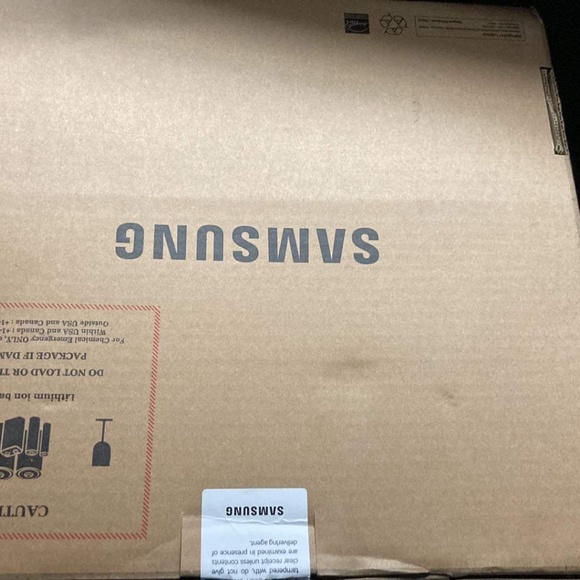 SAMSUNG
CAUT
Lithium ion ba
DO NOT LOAD OR T
PACKAGE IF DAM
For Chemical Emergency ONLY,
Within USA and Canada : +1-
Outside USA and Canada : +1-
tampered with, do not give
clear receipt unless contents
are examined in presence of
delivering agent.
SAMSUNG